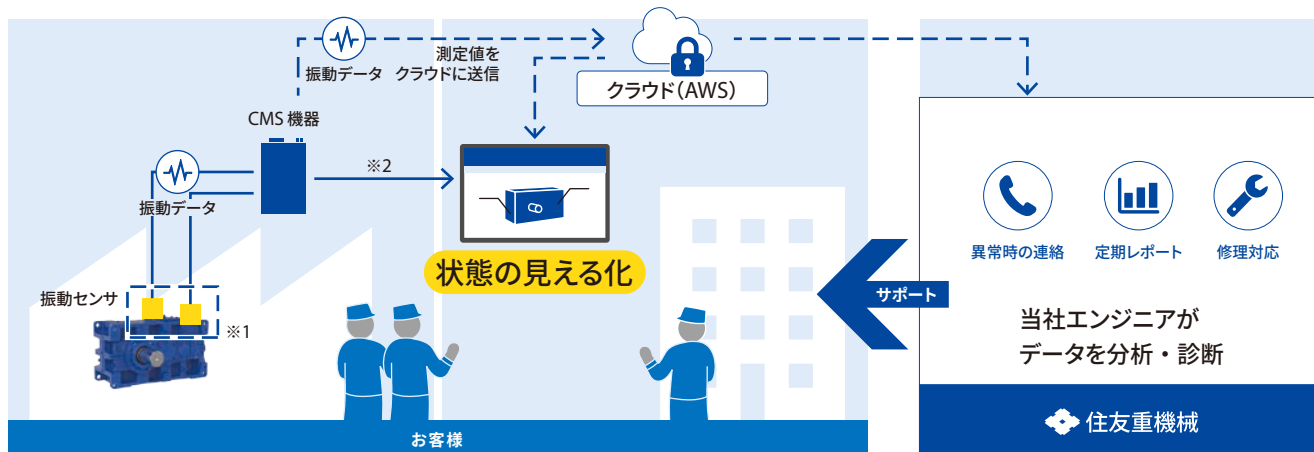 振動データ
測定値を
クラウドに送信
クラウド（AWS）
CMS 機器
※2
振動データ
状態の見える化
振動センサ
※1
お客様
サポート
異常時の連絡
定期レポート
修理対応
当社エンジニアが
データを分析・診断
住友重機械